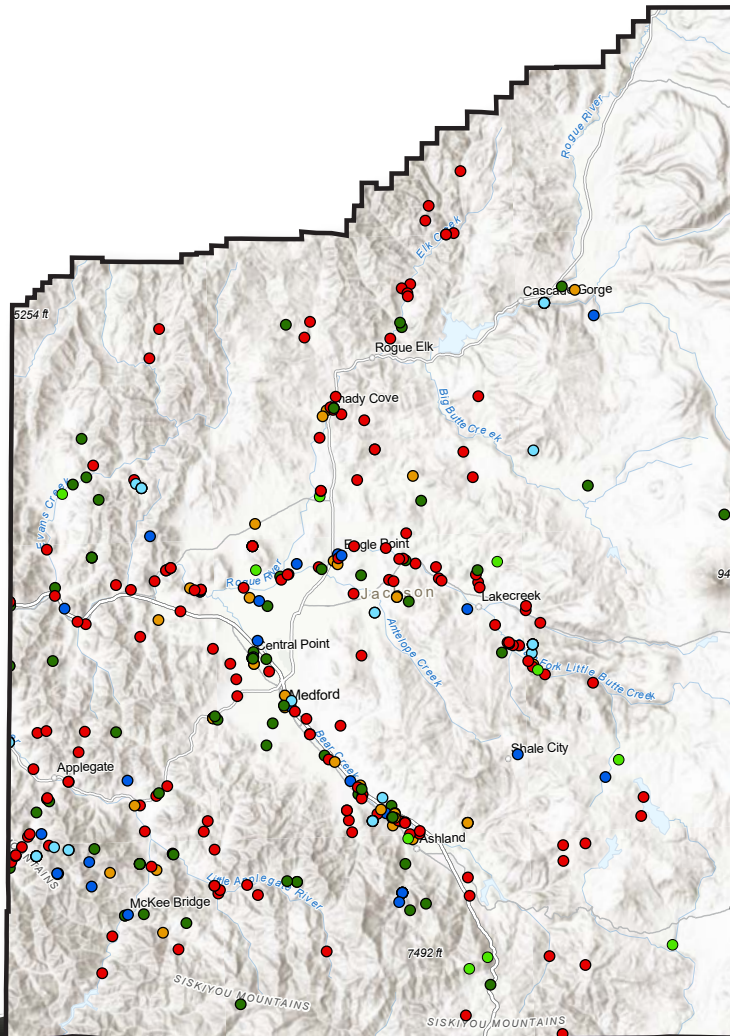 Rogue River
Elk Creek
Cascade Gorge
5254 ft
Rogue Elk
hady Cove
Big Butte Creek
Evans Creek
Eagle Point
Rogue River
94
Jackson
Lakecreek
Antelope Creek
Central Point
Fork Little Butte Creek
Medford
Bear Creek
Shale City
Applegate
Ashland
Little Applegate River
McKee Bridge
7492 ft
SISKIYOU MOUNTAINS
SISKIYOU MOUNTAINS